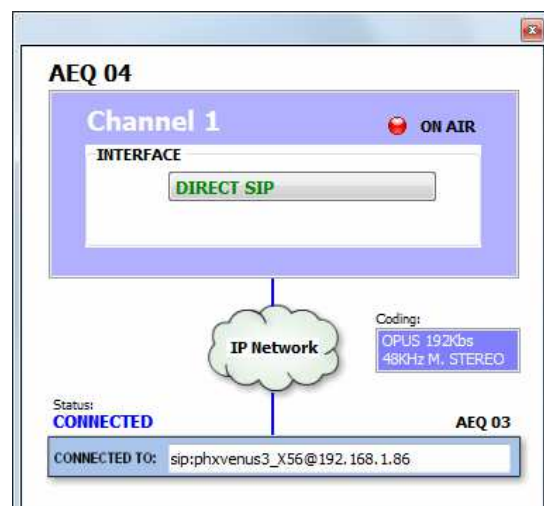 AEQ 04
Channel 1
ON AIR
INTERFACE
DIRECT SIP
IP Network
Coding:
OPUS 192Kbs
48KHz M. STEREO
Status:
CONNECTED
AEQ 03
CONNECTED TO: sip:phxvenus3_X56@192.168.1.86